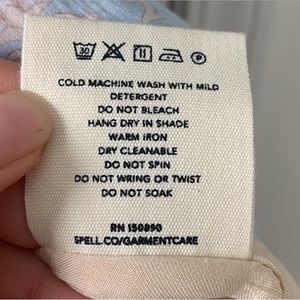 30 P
COLD MACHINE WASH WITH MILD
DETERGENT
DO NOT BLEACH
HANG DRY IN SHADE
WARM IRON
DRY CLEANABLE
DO NOT SPIN
DO NOT WRING OR TWIST
DO NOT SOAK
RN 150890
SPELL.CO/GARMENTCARE